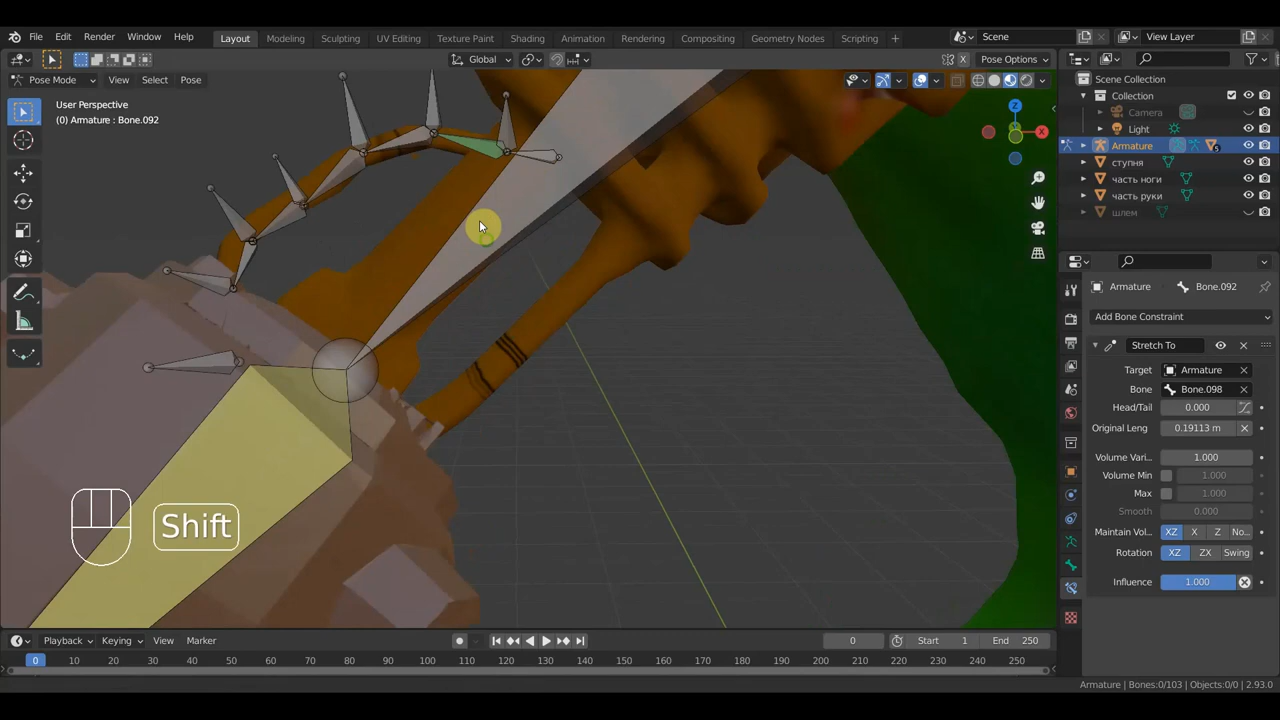 File Edit Render Window Help Layout Modeling Sculpting UV Editing Texture Paint Shading Animation Rendering Compositing Geometry Nodes Scripting + Scene View Layer
Global X Pose Options
Pose Mode View Select Pose
User Perspective
(0) Armature : Bone.092
Z
X
Shift
Scene Collection
Collection
Camera
Light
Armature 5
ступня
часть ноги
часть руки
шлем
Armature Bone.092
Add Bone Constraint
Stretch To
Target Armature
Bone Bone.098
Head/Tail 0.000
Original Leng 0.19113 m
Volume Vari... 1.000
Volume Min 1.000
Max 1.000
Smooth 0.000
Maintain Vol... XZ X Z No...
Rotation XZ ZX Swing
Influence 1.000
Playback Keying View Marker 0 Start 1 End 250
0 10 20 30 40 50 60 70 80 90 100 110 120 130 140 150 160 170 180 190 200 210 220 230 240 250
Armature | Bones:0/103 | Objects:0/0 | 2.93.0